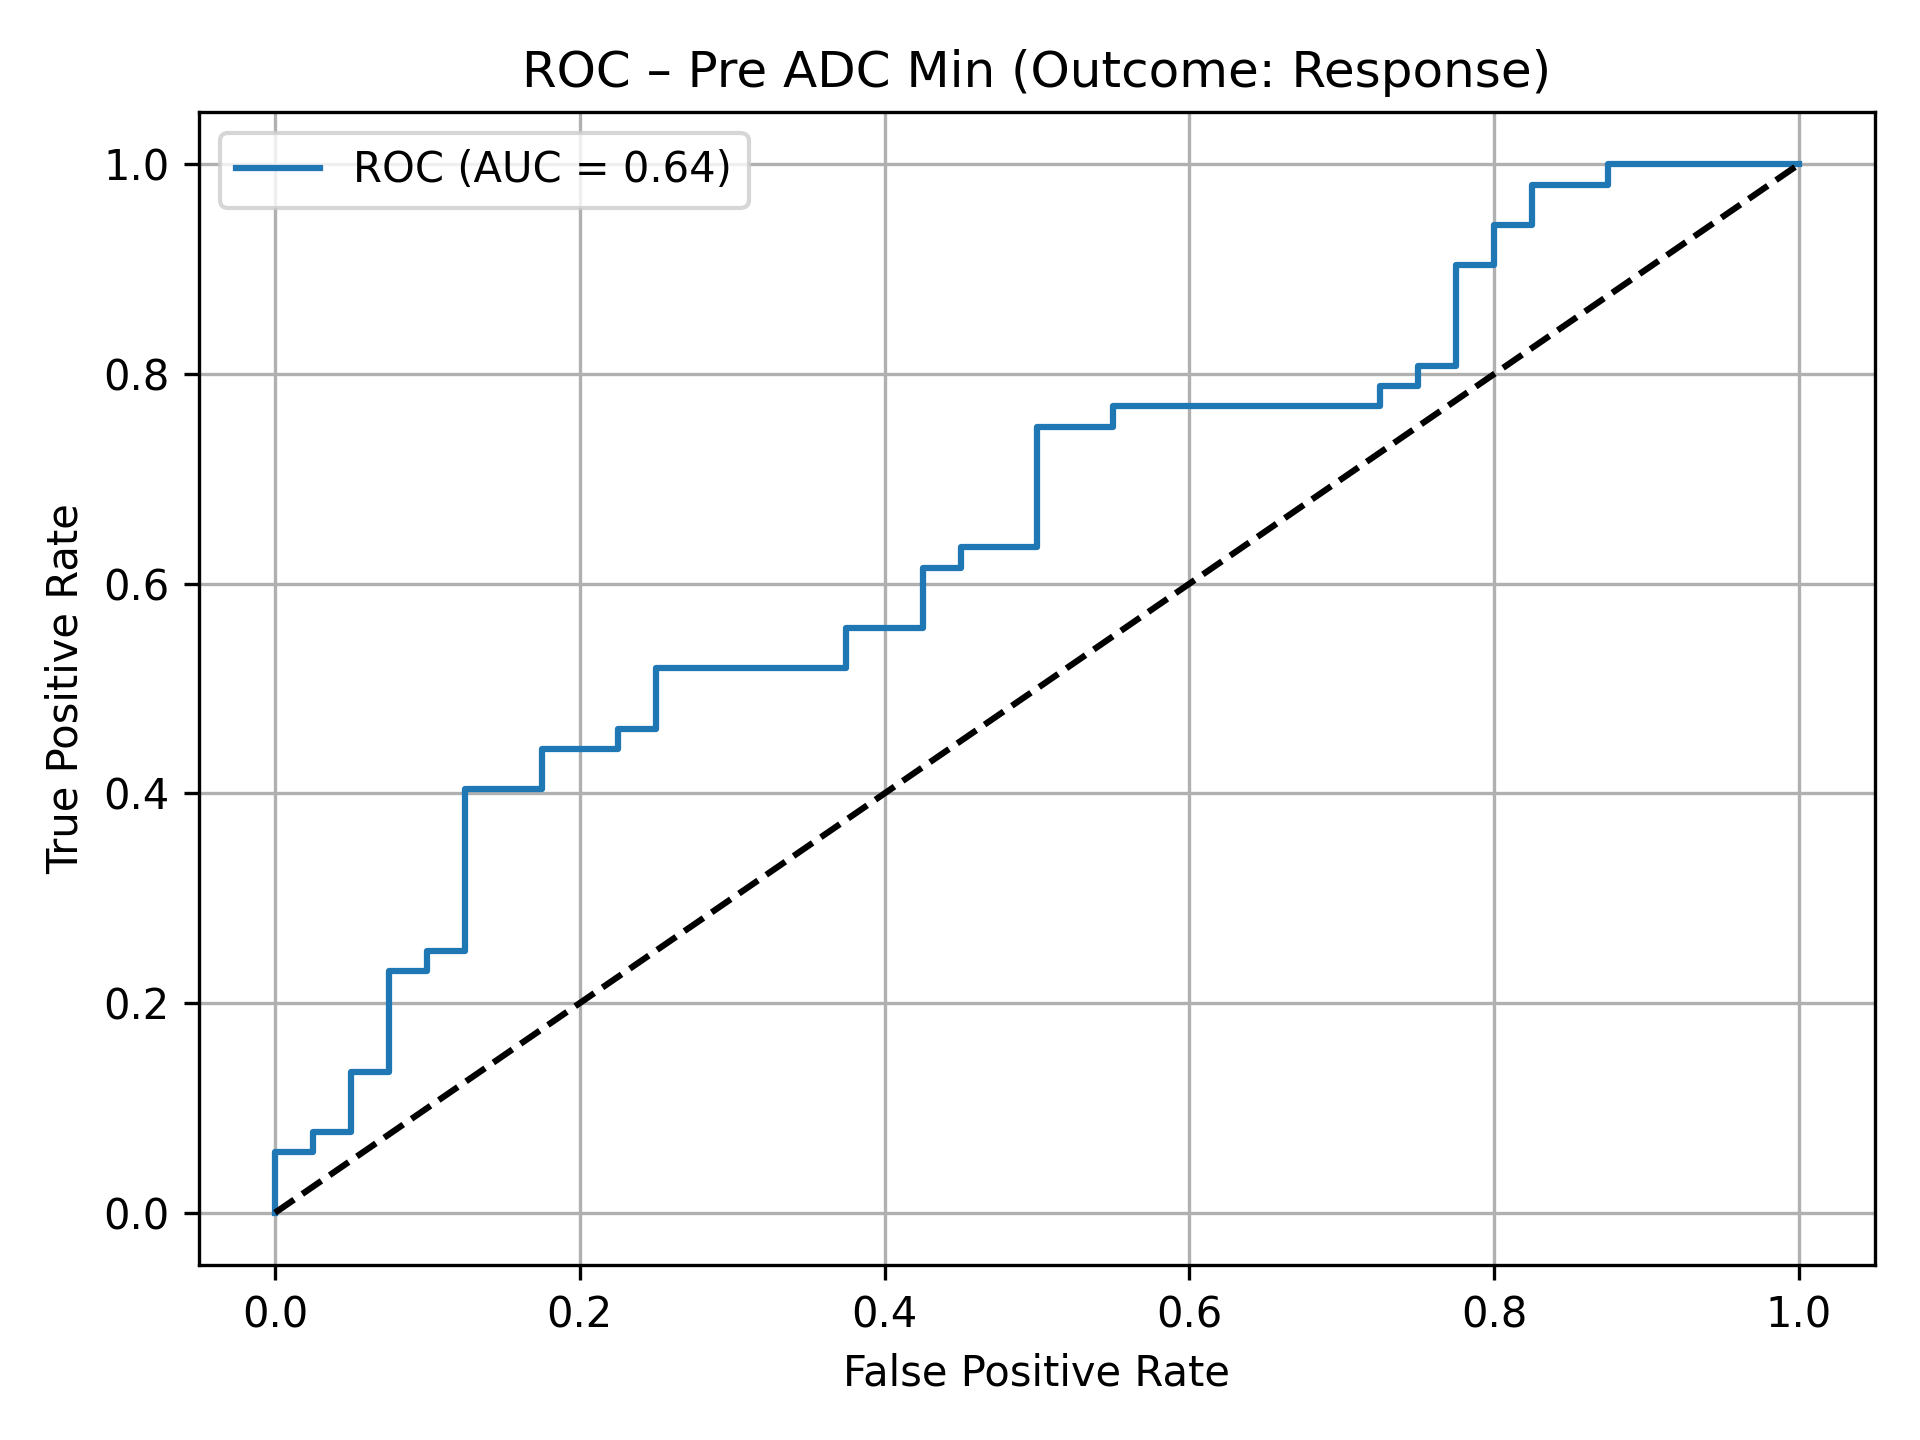 ROC – Pre ADC Min (Outcome: Response)
ROC (AUC = 0.64)
True Positive Rate
1.0
0.8
0.6
0.4
0.2
0.0
0.0 0.2 0.4 0.6 0.8 1.0
False Positive Rate